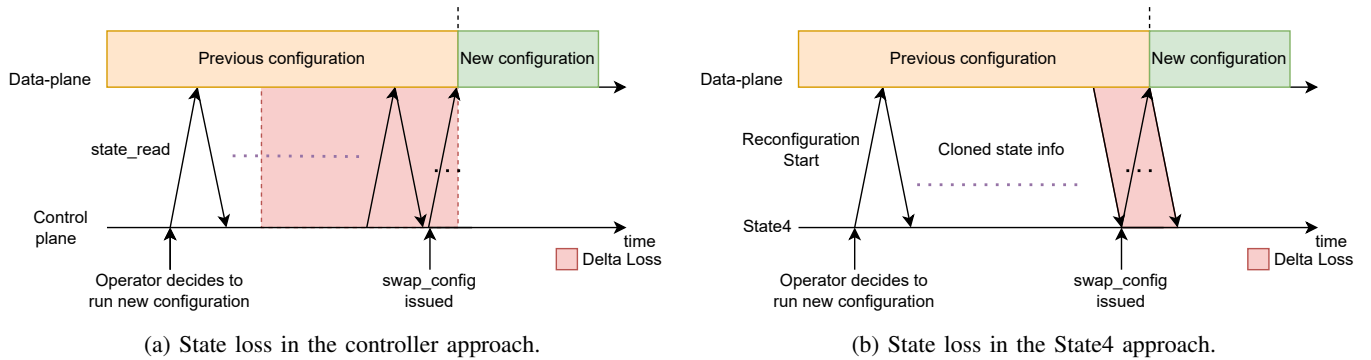 Previous configuration
New configuration
Data-plane
state_read
...
Control
plane
time
Delta Loss
Operator decides to
run new configuration
swap_config
issued
(a) State loss in the controller approach.
Previous configuration
New configuration
Data-plane
Reconfiguration
Start
Cloned state info
...
State4
time
Delta Loss
Operator decides to
run new configuration
swap_config
issued
(b) State loss in the State4 approach.